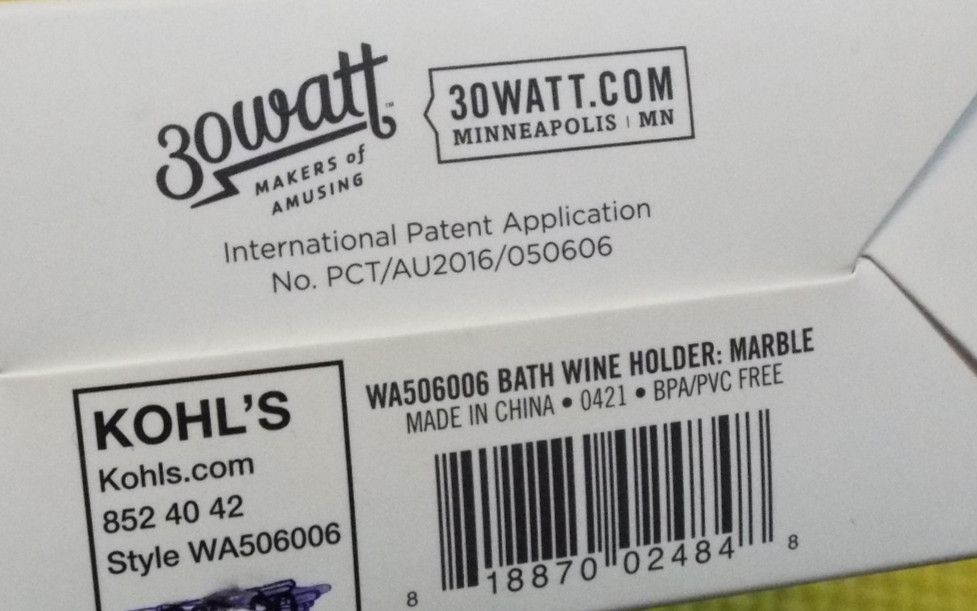 30watt™
MAKERS of
AMUSING
30WATT.COM
MINNEAPOLIS | MN
International Patent Application
No. PCT/AU2016/050606
KOHL'S
Kohls.com
852 40 42
Style WA506006
WA506006 BATH WINE HOLDER: MARBLE
MADE IN CHINA • 0421 • BPA/PVC FREE
8 18870 02484 8